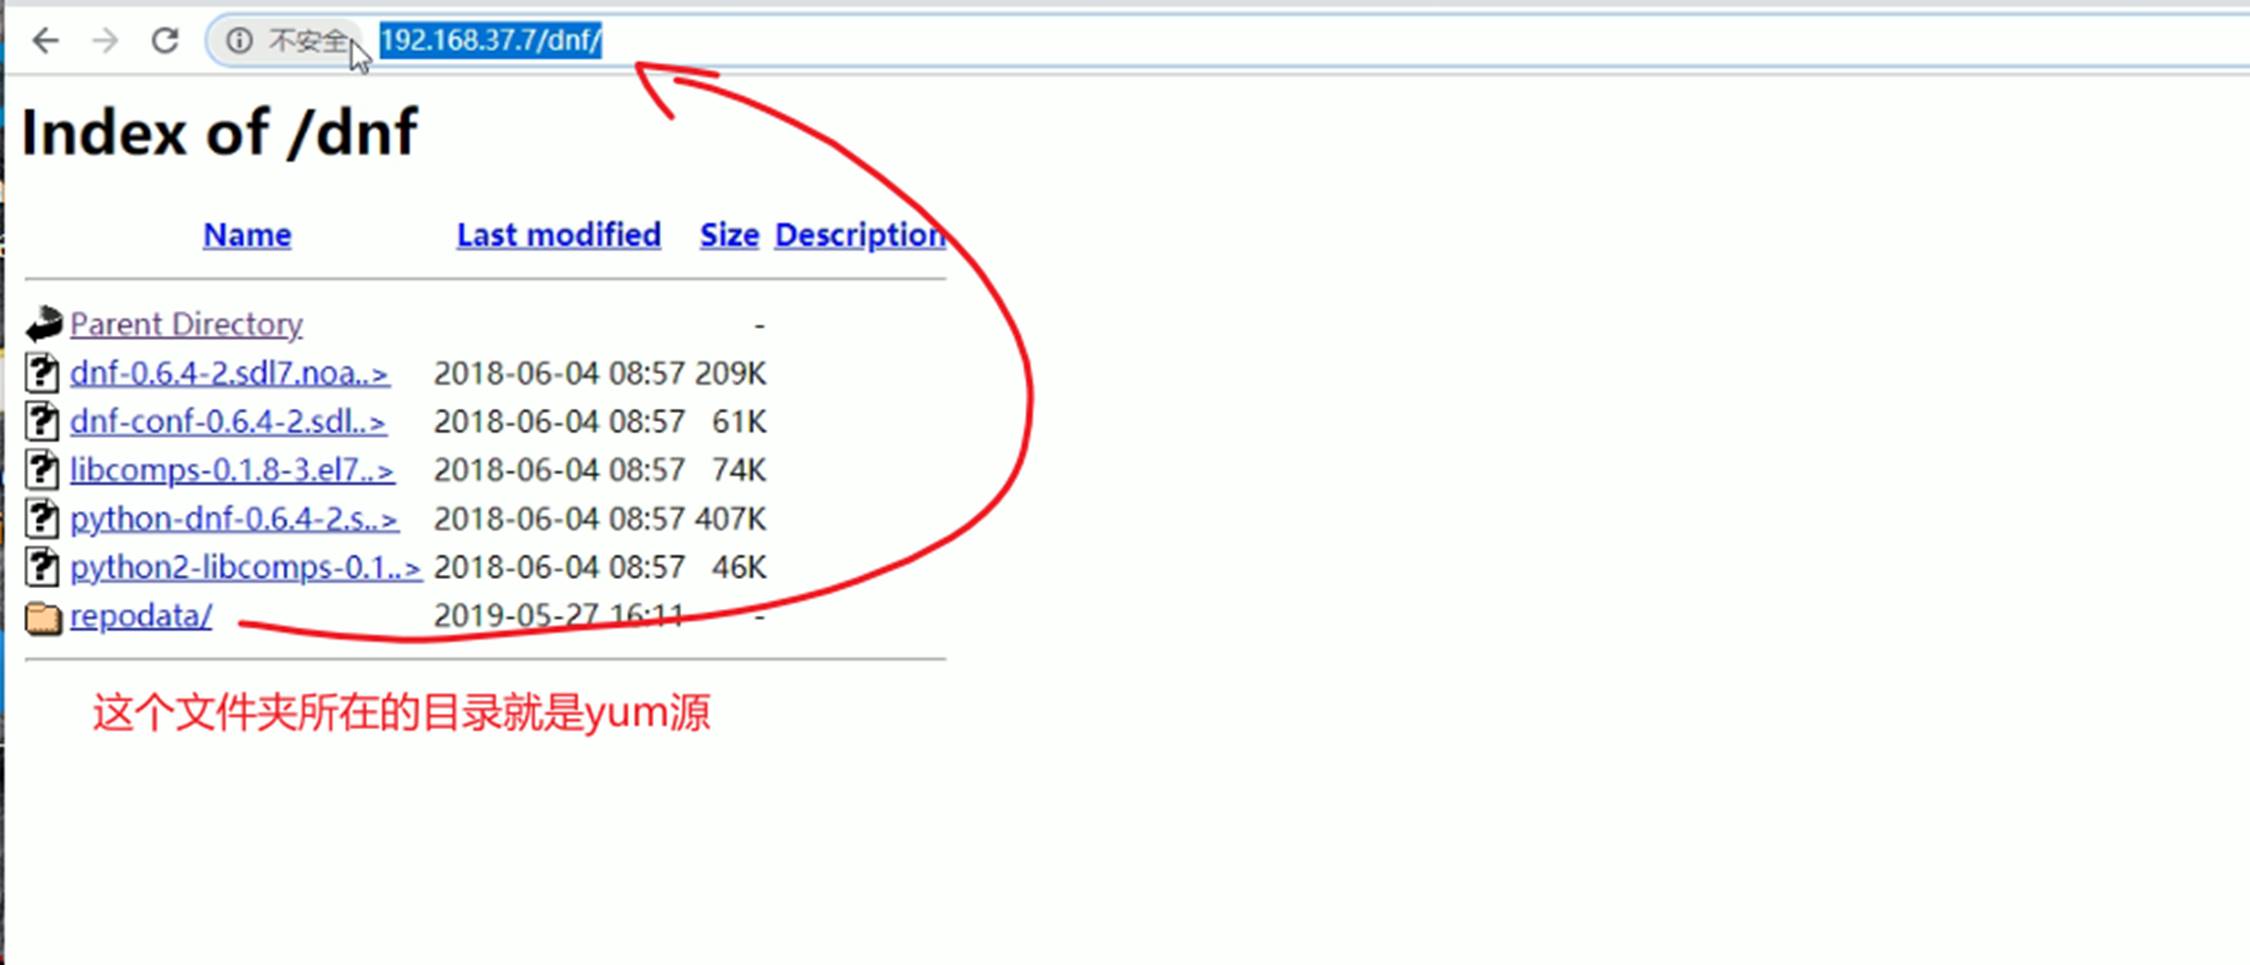 不安全 192.168.37.7/dnf/
Index of /dnf
Name Last modified Size Description
Parent Directory -
dnf-0.6.4-2.sdl7.noa..> 2018-06-04 08:57 209K
dnf-conf-0.6.4-2.sdl..> 2018-06-04 08:57 61K
libcomps-0.1.8-3.el7..> 2018-06-04 08:57 74K
python-dnf-0.6.4-2.s..> 2018-06-04 08:57 407K
python2-libcomps-0.1..> 2018-06-04 08:57 46K
repodata/ 2019-05-27 16:11 -
这个文件夹所在的目录就是yum源